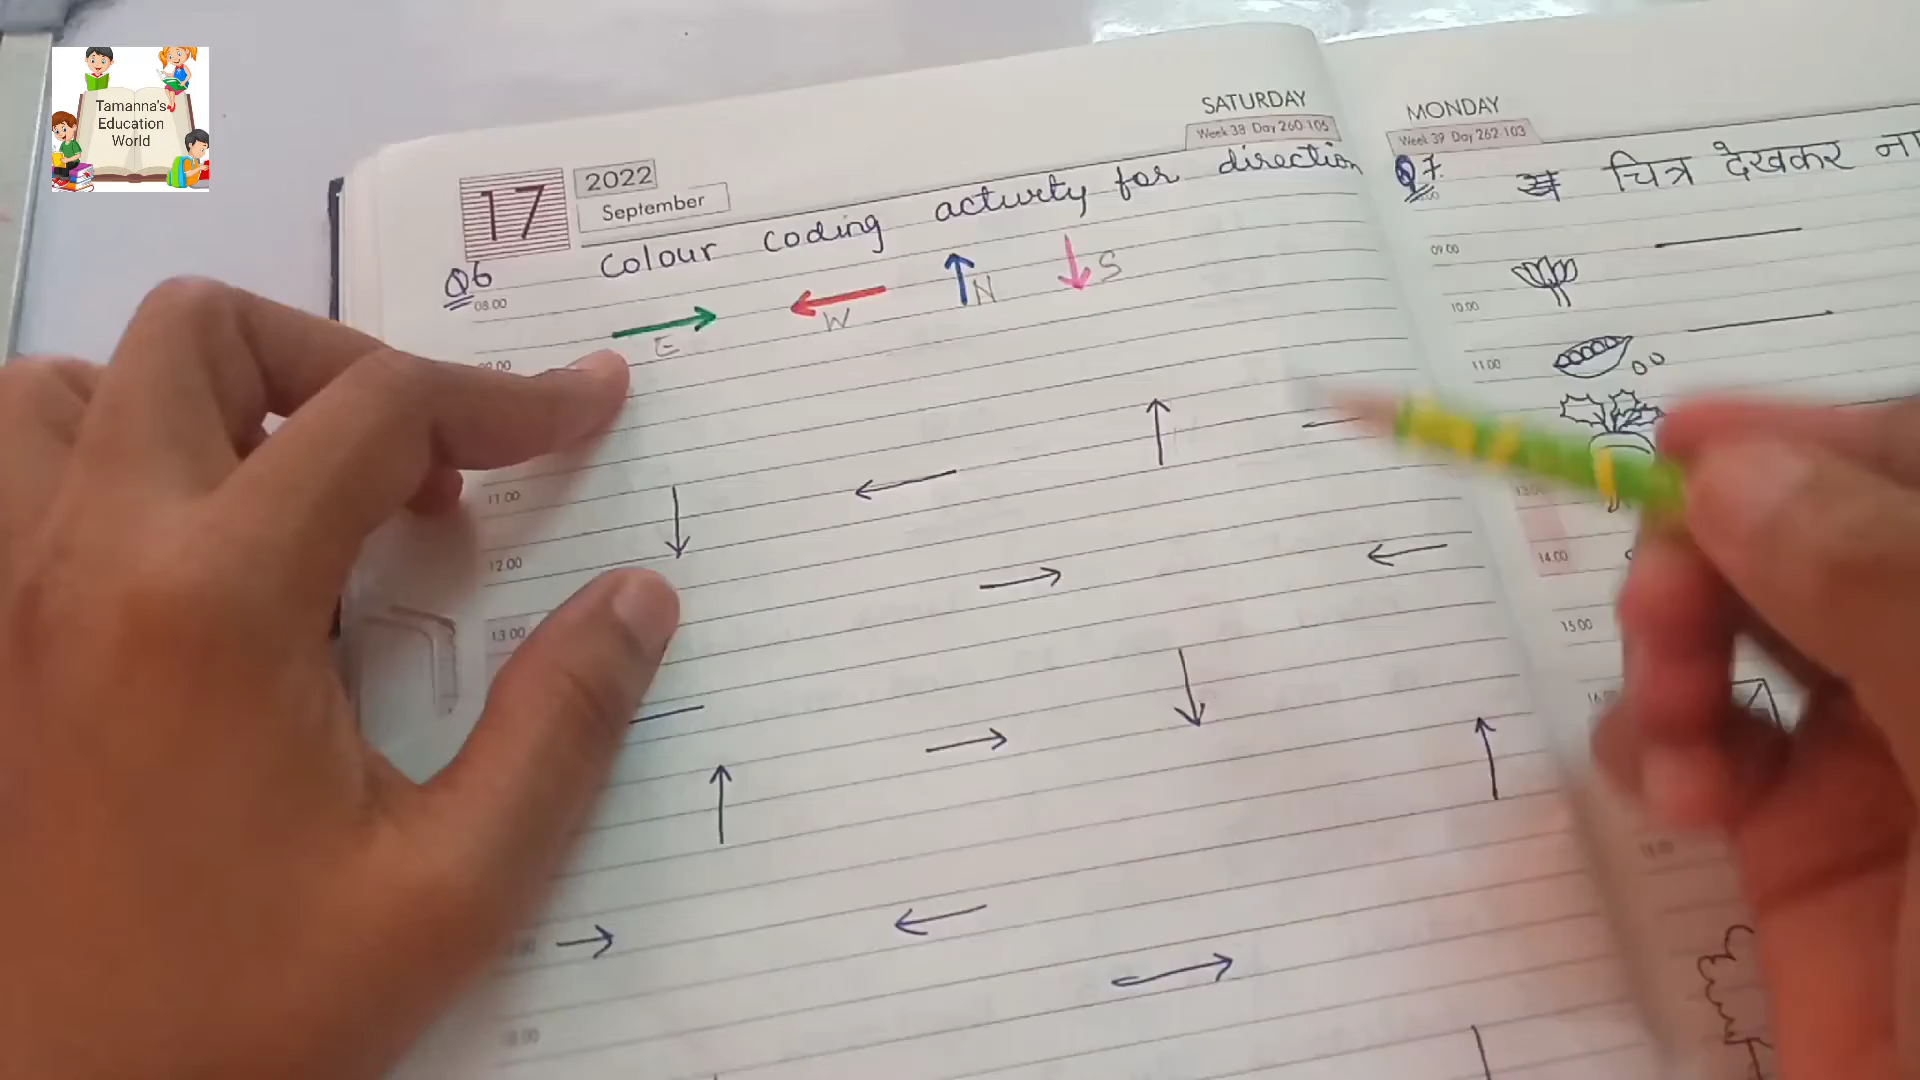 Tamanna's
Education
World
17
2022
September
SATURDAY
Week 38 Day 260-105
Q6
Colour coding activity for direction
08.00
E
W
N
S
11.00
12.00
13.00
MONDAY
Week 39 Day 262-103
Q7.
चित्र देखकर
09.00
10.00
11.00
14.00
15.00